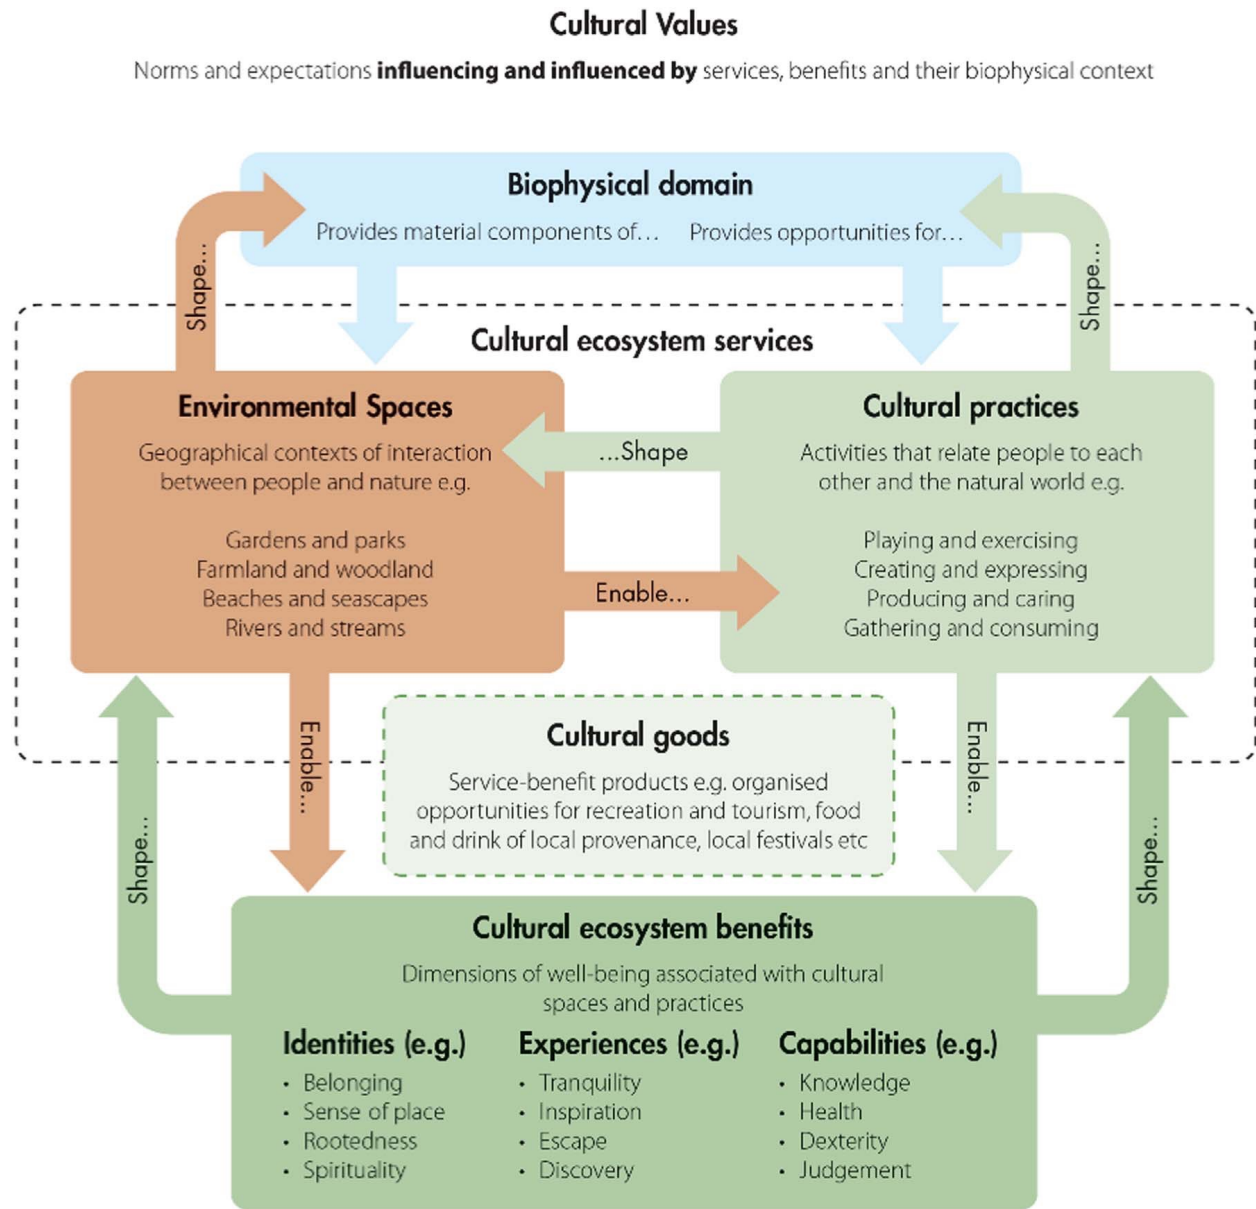 Cultural Values
Norms and expectations influencing and influenced by services, benefits and their biophysical context
Biophysical domain
Provides material components of...
Provides opportunities for...
Shape...
Shape...
Cultural ecosystem services
Environmental Spaces
Geographical contexts of interaction
between people and nature e.g.
Gardens and parks
Farmland and woodland
Beaches and seascapes
Rivers and streams
...Shape
Enable...
Cultural practices
Activities that relate people to each
other and the natural world e.g.
Playing and exercising
Creating and expressing
Producing and caring
Gathering and consuming
Enable...
Enable...
Cultural goods
Service-benefit products e.g. organised
opportunities for recreation and tourism, food
and drink of local provenance, local festivals etc
Shape...
Shape...
Cultural ecosystem benefits
Dimensions of well-being associated with cultural
spaces and practices
Identities (e.g.)
• Belonging
• Sense of place
• Rootedness
• Spirituality
Experiences (e.g.)
• Tranquility
• Inspiration
• Escape
• Discovery
Capabilities (e.g.)
• Knowledge
• Health
• Dexterity
• Judgement